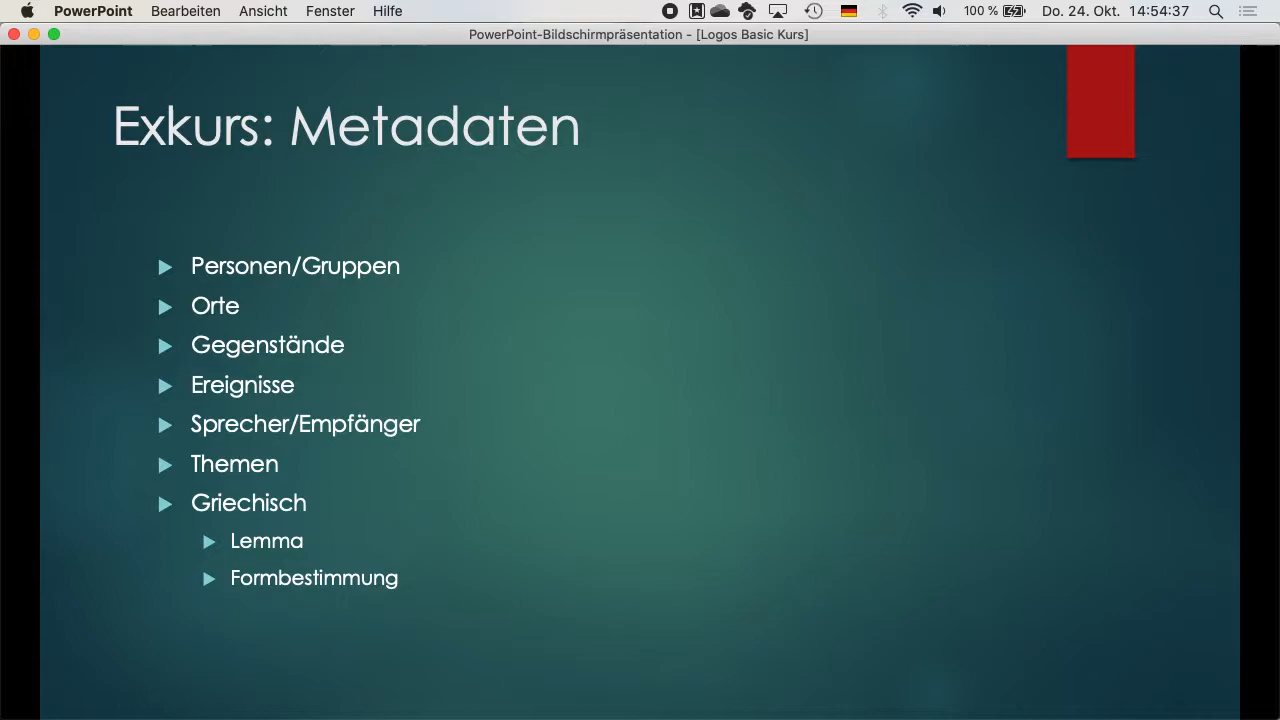 PowerPoint Bearbeiten Ansicht Fenster Hilfe 100 % Do. 24. Okt. 14:54:37
PowerPoint-Bildschirmpräsentation - [Logos Basic Kurs]
Exkurs: Metadaten
Personen/Gruppen
Orte
Gegenstände
Ereignisse
Sprecher/Empfänger
Themen
Griechisch
Lemma
Formbestimmung